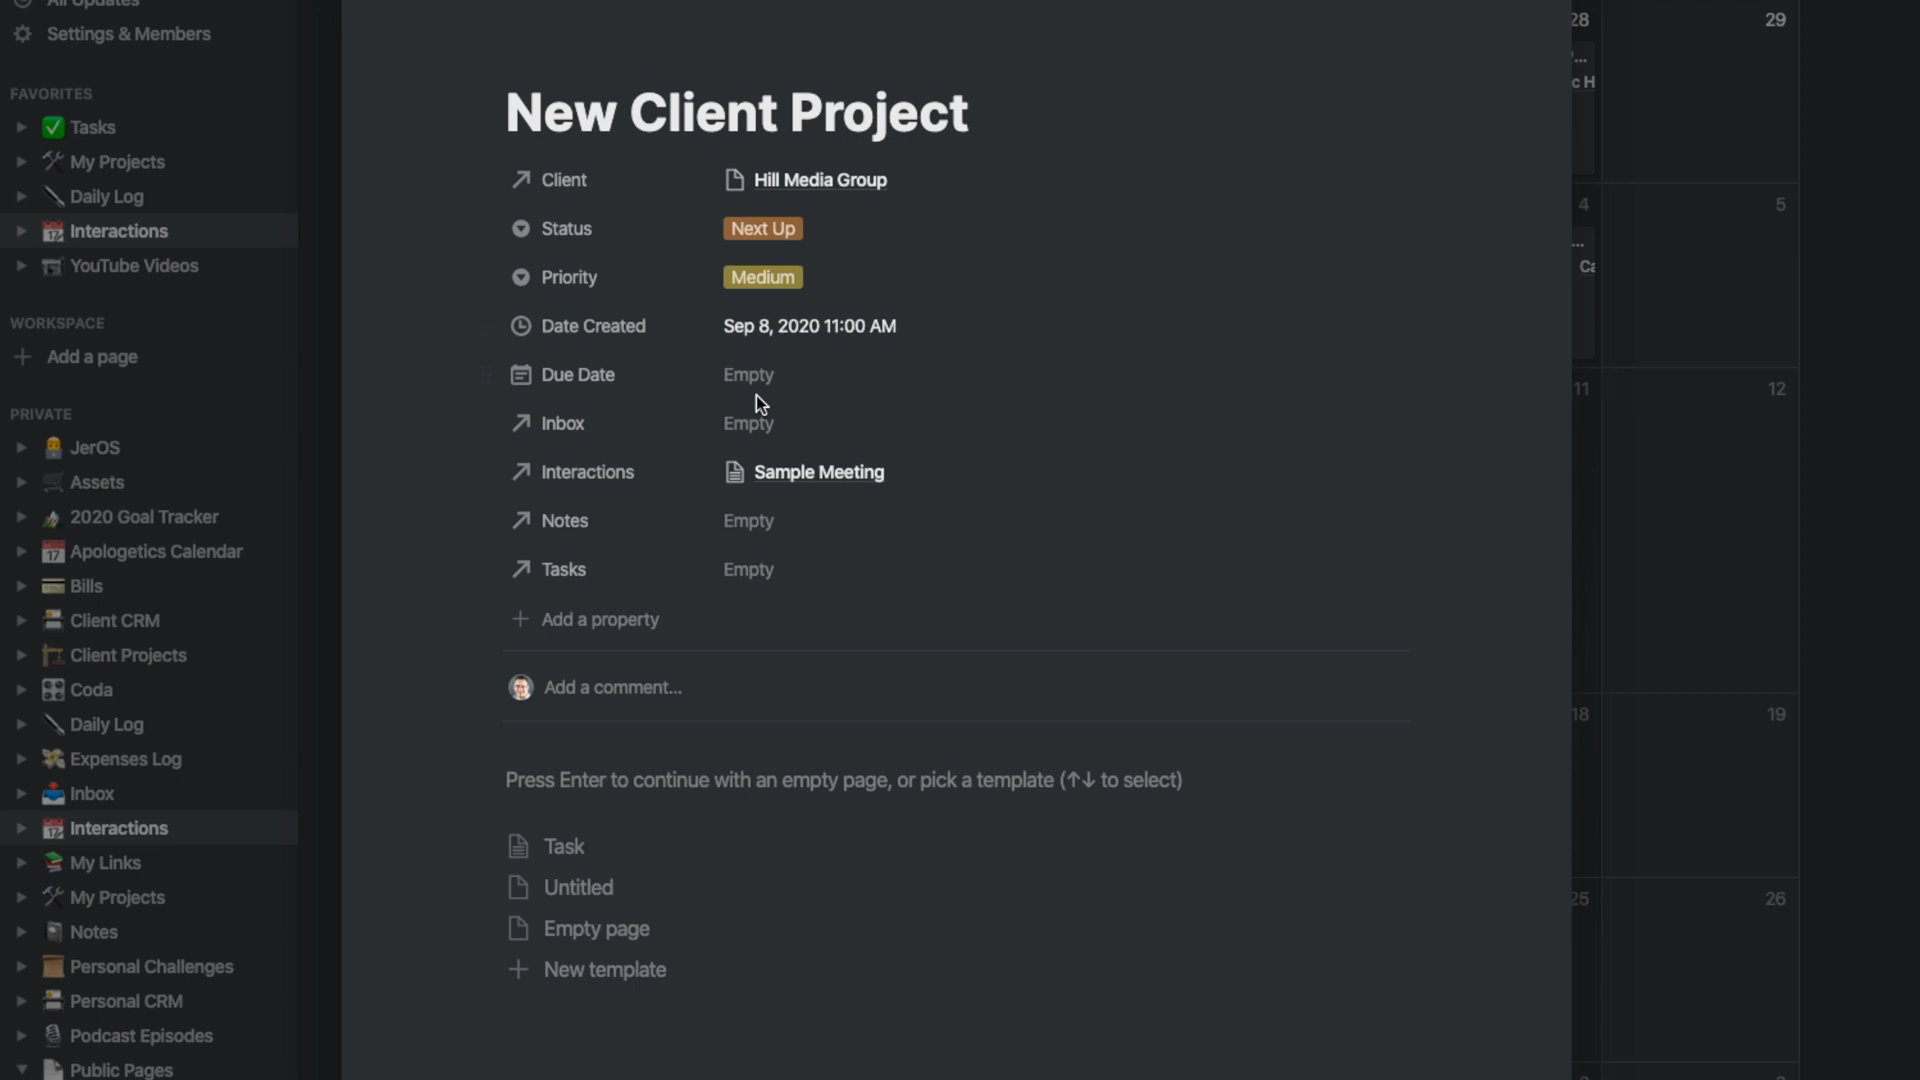 All Updates
Settings & Members
FAVORITES
Tasks
My Projects
Daily Log
Interactions
YouTube Videos
WORKSPACE
Add a page
PRIVATE
JerOS
Assets
2020 Goal Tracker
Apologetics Calendar
Bills
Client CRM
Client Projects
Coda
Daily Log
Expenses Log
Inbox
Interactions
My Links
My Projects
Notes
Personal Challenges
Personal CRM
Podcast Episodes
Public Pages
New Client Project
Client Hill Media Group
Status Next Up
Priority Medium
Date Created Sep 8, 2020 11:00 AM
Due Date Empty
Inbox Empty
Interactions Sample Meeting
Notes Empty
Tasks Empty
Add a property
Add a comment...
Press Enter to continue with an empty page, or pick a template (↑↓ to select)
Task
Untitled
Empty page
New template
28 29
c H
4 5
Ca
11 12
18 19
25 26